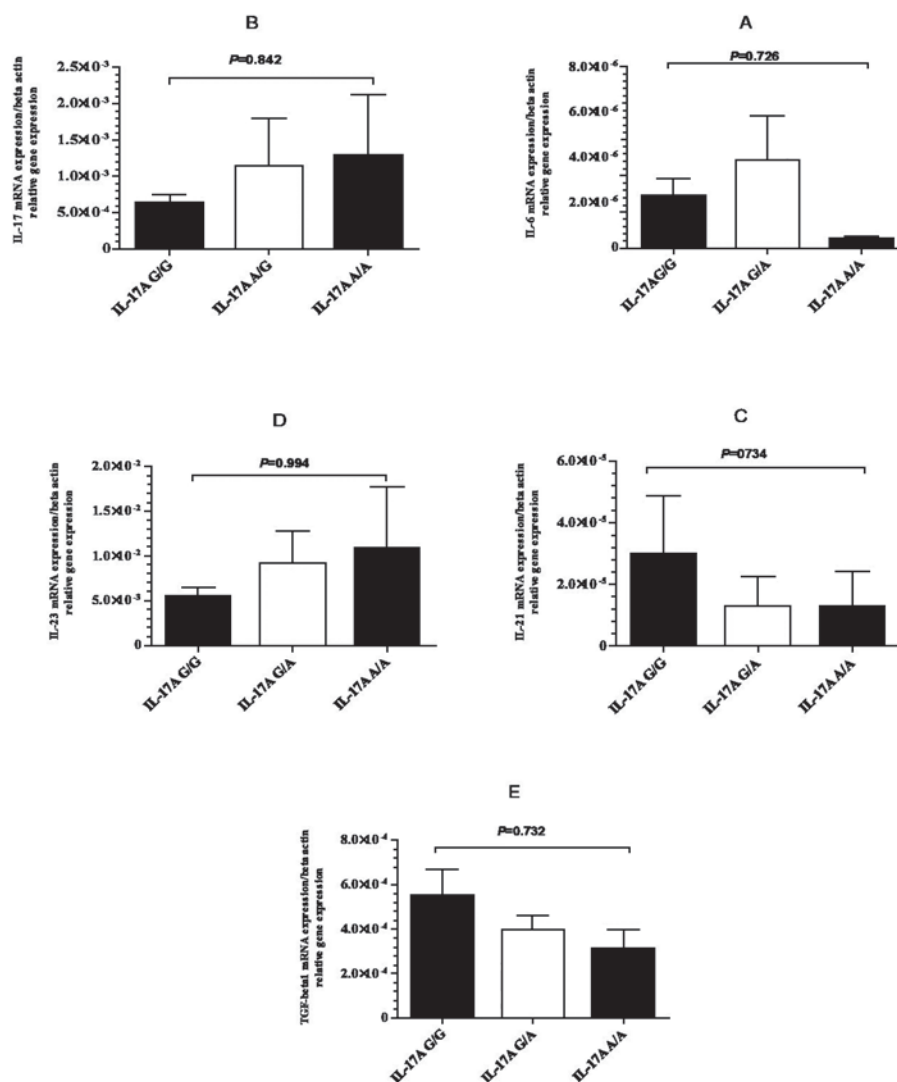 B
P=0.842
IL-17 mRNA expression/beta actin
relative gene expression
2.5×10⁻³
2.0×10⁻³
1.5×10⁻³
1.0×10⁻³
5.0×10⁻⁴
0
IL-17A G/G
IL-17A A/G
IL-17A A/A
A
P=0.726
IL-6 mRNA expression/beta actin
relative gene expression
8.0×10⁻⁶
6.0×10⁻⁶
4.0×10⁻⁶
2.0×10⁻⁶
0
IL-17A G/G
IL-17A G/A
IL-17A A/A
D
P=0.994
IL-23 mRNA expression/beta actin
relative gene expression
2.0×10⁻²
1.0×10⁻²
5.0×10⁻³
0
IL-17A G/G
IL-17A G/A
IL-17A A/A
C
P=0734
IL-21 mRNA expression/beta actin
relative gene expression
6.0×10⁻⁵
4.0×10⁻⁵
2.0×10⁻⁵
0
IL-17A G/G
IL-17A G/A
IL-17A A/A
E
P=0.732
TGF-beta1 mRNA expression/beta actin
relative gene expression
8.0×10⁻⁴
6.0×10⁻⁴
4.0×10⁻⁴
2.0×10⁻⁴
0
IL-17A G/G
IL-17A G/A
IL-17A A/A